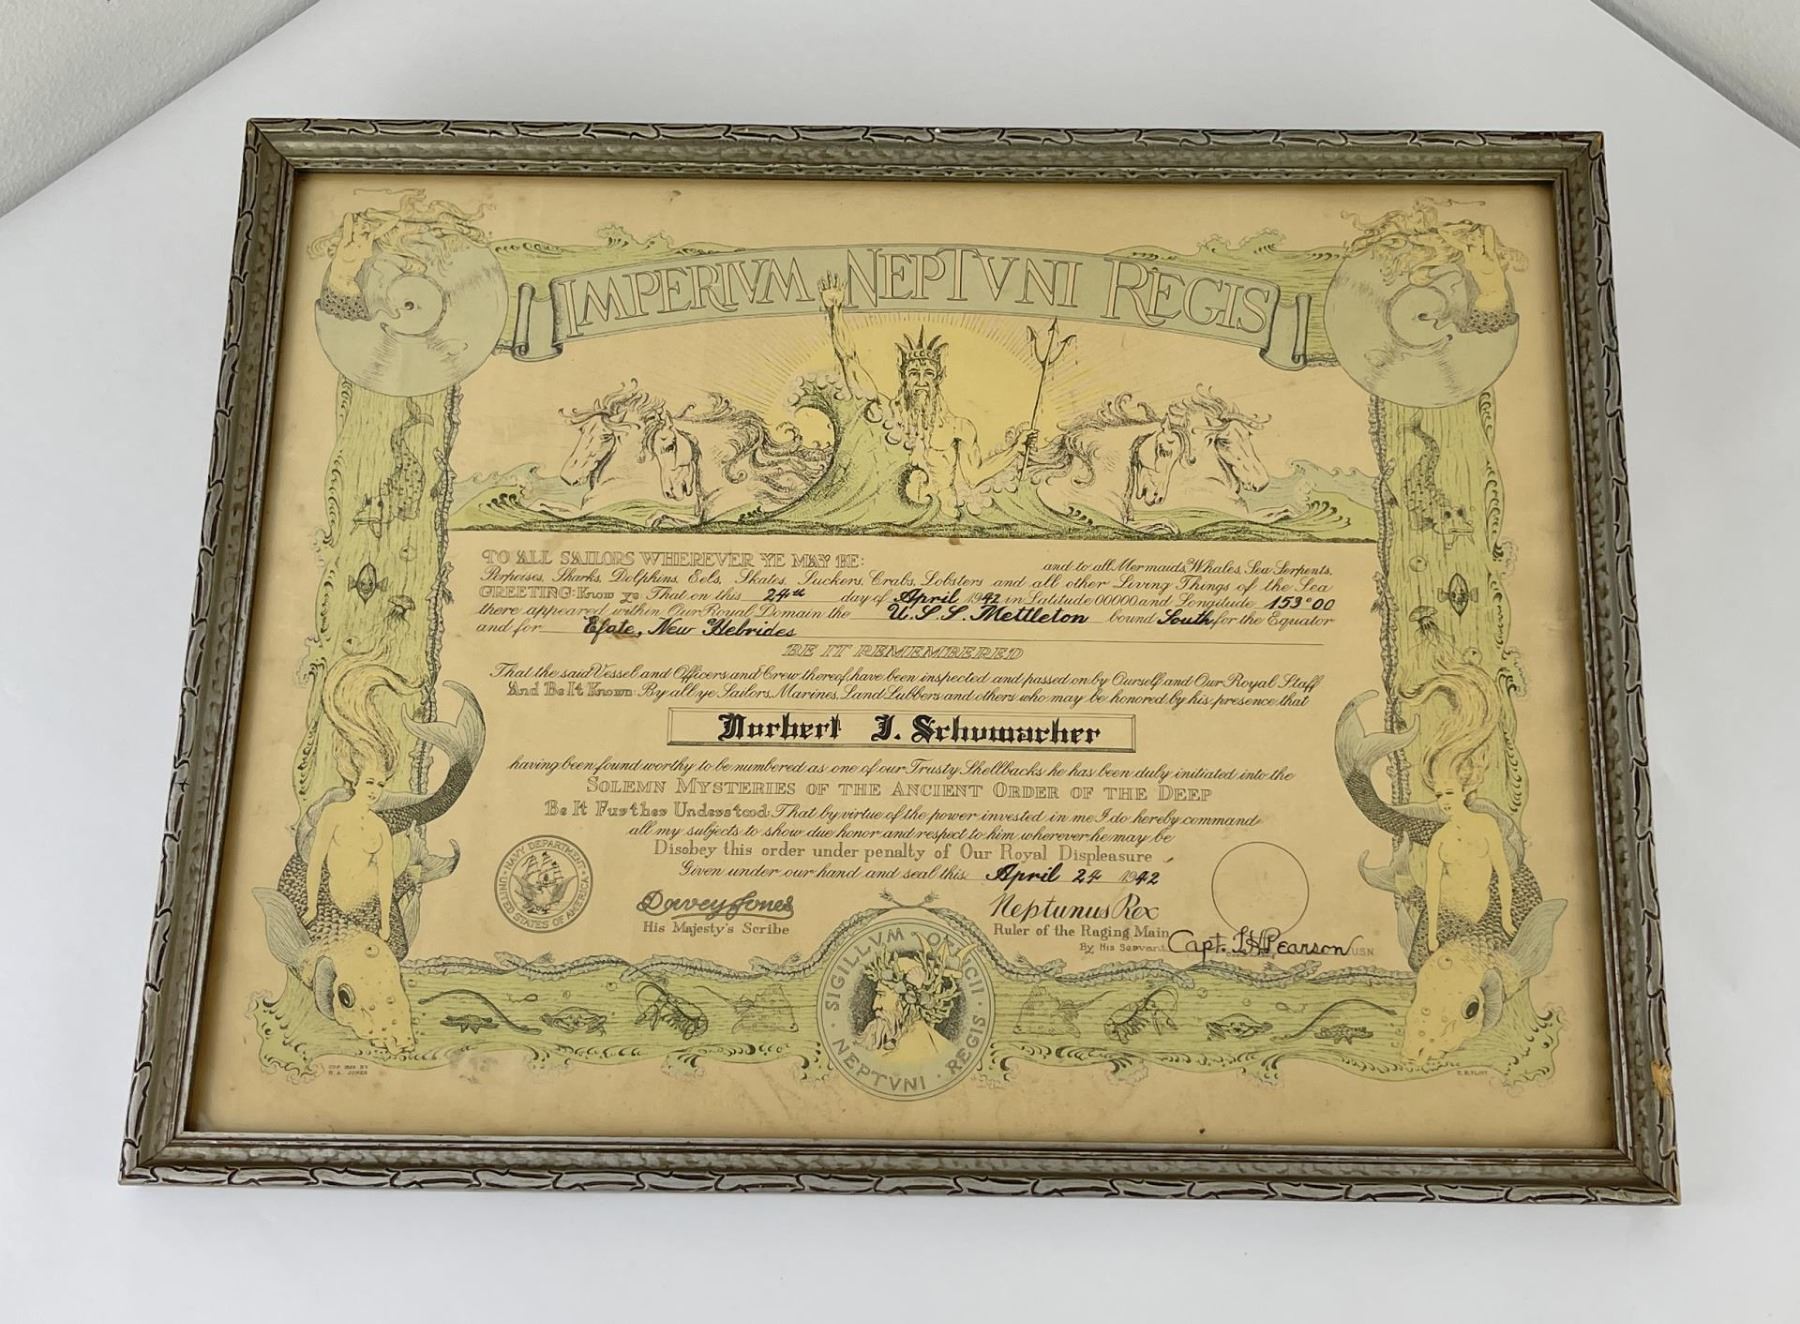 IMPERIVM NEPTVNI REGIS
TO ALL SAILORS WHEREVER YE MAY BE: and to all Mermaids, Whales, Sea Serpents,
Porpoises, Sharks, Dolphins, Eels, Skates, Suckers, Crabs, Lobsters and all other Living Things of the Sea
GREETING: Know ye That on this 24th day of April 1942 in Latitude 00000 and Longitude 153°00
there appeared within Our Royal Domain the U.S.S. Mettleton bound South for the Equator
and for Efate, New Hebrides
BE IT REMEMBERED
That the said Vessel and Officers and Crew thereof have been inspected and passed on by Ourself and Our Royal Staff
And Be It Known: By all ye Sailors, Marines, Land Lubbers and others who may be honored by his presence that
Norbert J. Schumacher
having been found worthy to be numbered as one of our Trusty Shellbacks he has been duly initiated into the
SOLEMN MYSTERIES OF THE ANCIENT ORDER OF THE DEEP
Be It Further Understood: That by virtue of the power invested in me I do hereby command
all my subjects to show due honor and respect to him wherever he may be
Disobey this order under penalty of Our Royal Displeasure
Given under our hand and seal this April 24 1942
NAVY DEPARTMENT
UNITED STATES OF AMERICA
Davey Jones
His Majesty's Scribe
Neptunus Rex
Ruler of the Raging Main
By His Servant Capt. Pearson USN
SIGILLVM OFFICII
NEPTVNI REGIS
R. A. JONES